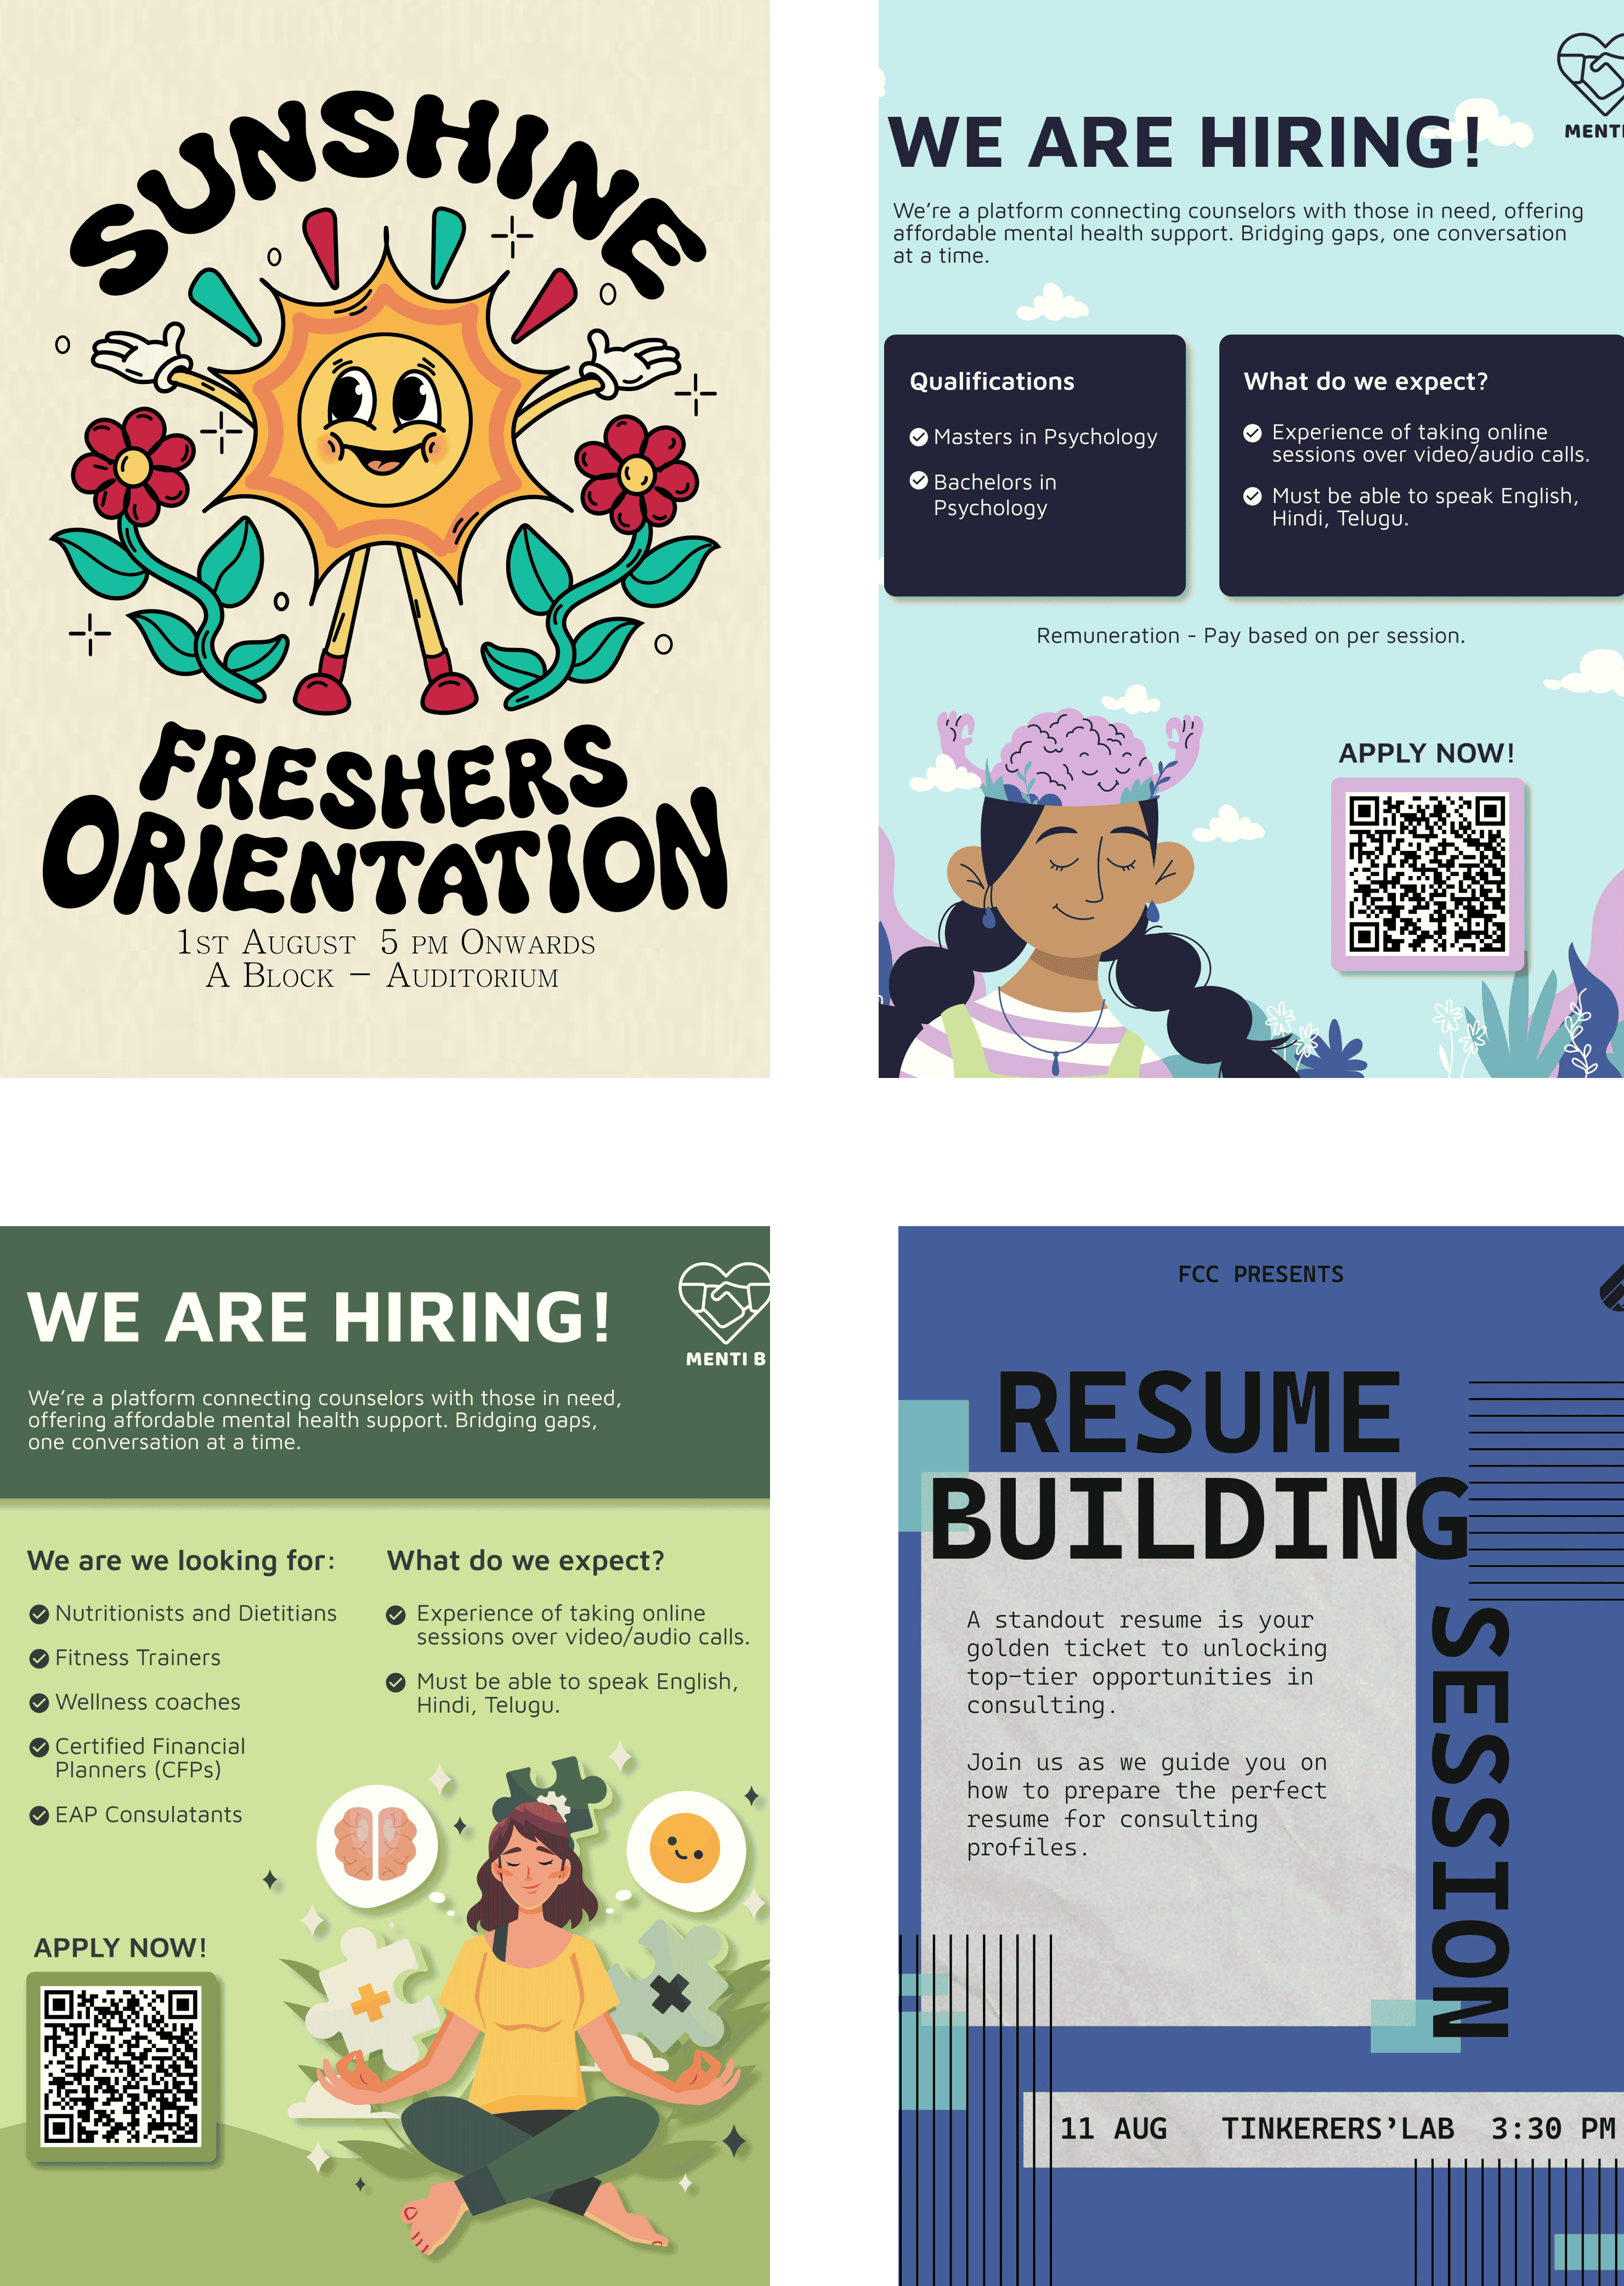 SUNSHINE
FRESHERS
ORIENTATION
1st August 5 pm Onwards
A Block – Auditorium
MENTI
WE ARE HIRING!
We’re a platform connecting counselors with those in need, offering
affordable mental health support. Bridging gaps, one conversation
at a time.
Qualifications
Masters in Psychology
Bachelors in
Psychology
What do we expect?
Experience of taking online
sessions over video/audio calls.
Must be able to speak English,
Hindi, Telugu.
Remuneration - Pay based on per session.
APPLY NOW!
WE ARE HIRING!
MENTI B
We’re a platform connecting counselors with those in need,
offering affordable mental health support. Bridging gaps,
one conversation at a time.
We are we looking for:
Nutritionists and Dietitians
Fitness Trainers
Wellness coaches
Certified Financial
Planners (CFPs)
EAP Consulatants
What do we expect?
Experience of taking online
sessions over video/audio calls.
Must be able to speak English,
Hindi, Telugu.
APPLY NOW!
FCC PRESENTS
RESUME
BUILDING
SESSION
A standout resume is your
golden ticket to unlocking
top-tier opportunities in
consulting.
Join us as we guide you on
how to prepare the perfect
resume for consulting
profiles.
11 AUG TINKERERS’LAB 3:30 PM